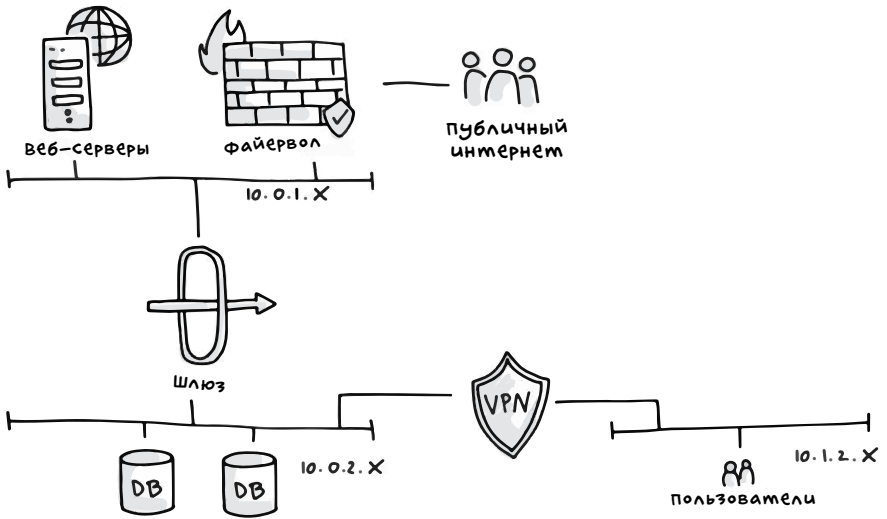 веб-серверы
файервол
публичный
интернет
10.0.1.X
шлюз
VPN
DB
DB
10.0.2.X
10.1.2.X
пользователи